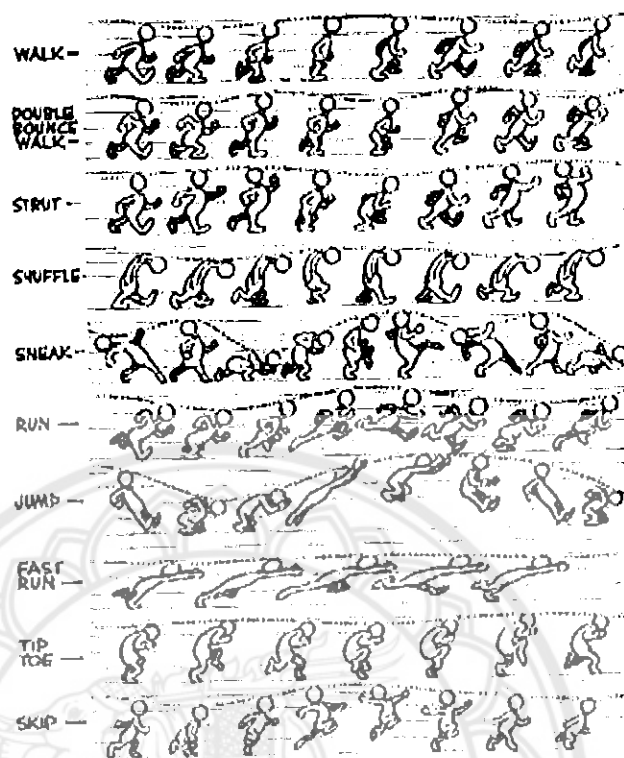 WALK-
DOUBLE
BOUNCE
WALK-
STRUT-
SHUFFLE-
SNEAK-
RUN -
JUMP-
FAST
RUN -
TIP
TOE -
SKIP -